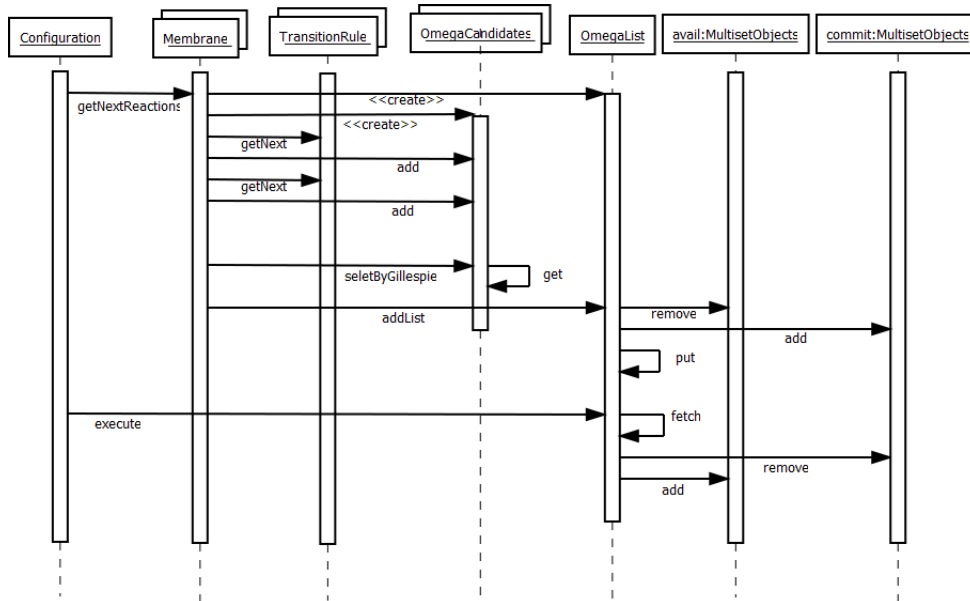 Configuration
Membrane
TransitionRule
OmegaCandidates
OmegaList
avail:MultisetObjects
commit:MultisetObjects
getNextReactions
<<create>>
<<create>>
getNext
add
getNext
add
seletByGillespie
get
addList
remove
add
put
execute
fetch
remove
add